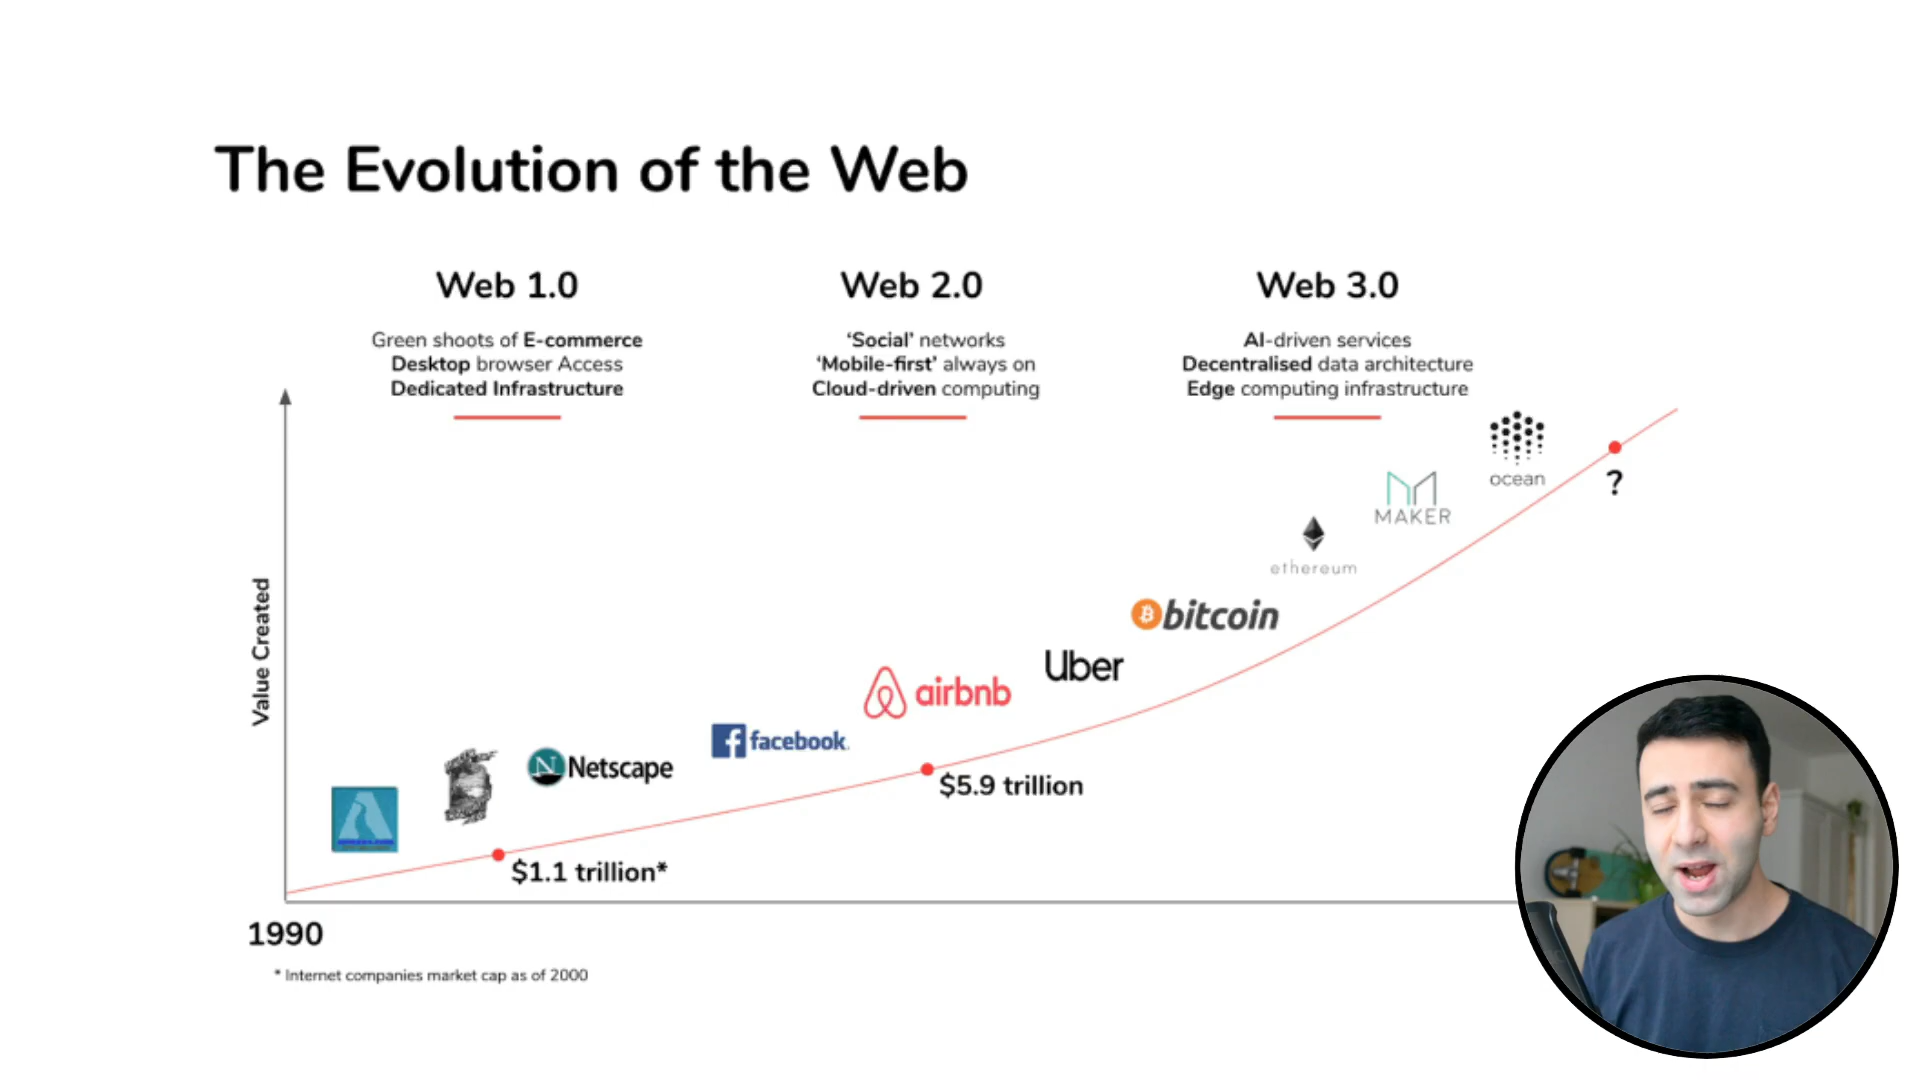 The Evolution of the Web
Web 1.0
Green shoots of E-commerce
Desktop browser Access
Dedicated Infrastructure
Web 2.0
‘Social’ networks
‘Mobile-first’ always on
Cloud-driven computing
Web 3.0
AI-driven services
Decentralised data architecture
Edge computing infrastructure
Value Created
Netscape
facebook.
airbnb
Uber
bitcoin
ethereum
MAKER
ocean
$1.1 trillion*
$5.9 trillion
?
1990
* Internet companies market cap as of 2000